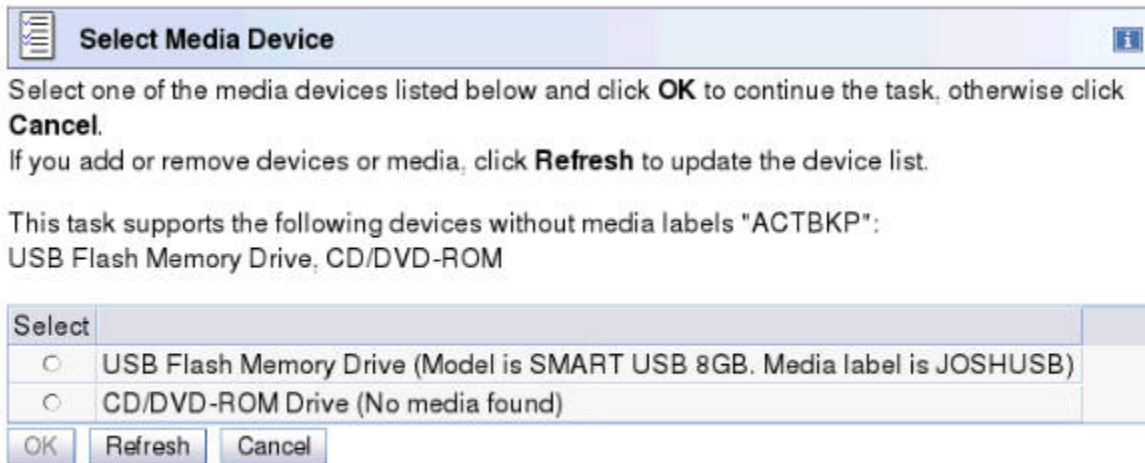 Select Media Device
Select one of the media devices listed below and click OK to continue the task, otherwise click
Cancel.
If you add or remove devices or media, click Refresh to update the device list.
This task supports the following devices without media labels "ACTBKP":
USB Flash Memory Drive, CD/DVD-ROM
Select
USB Flash Memory Drive (Model is SMART USB 8GB. Media label is JOSHUSB)
CD/DVD-ROM Drive (No media found)
OK Refresh Cancel